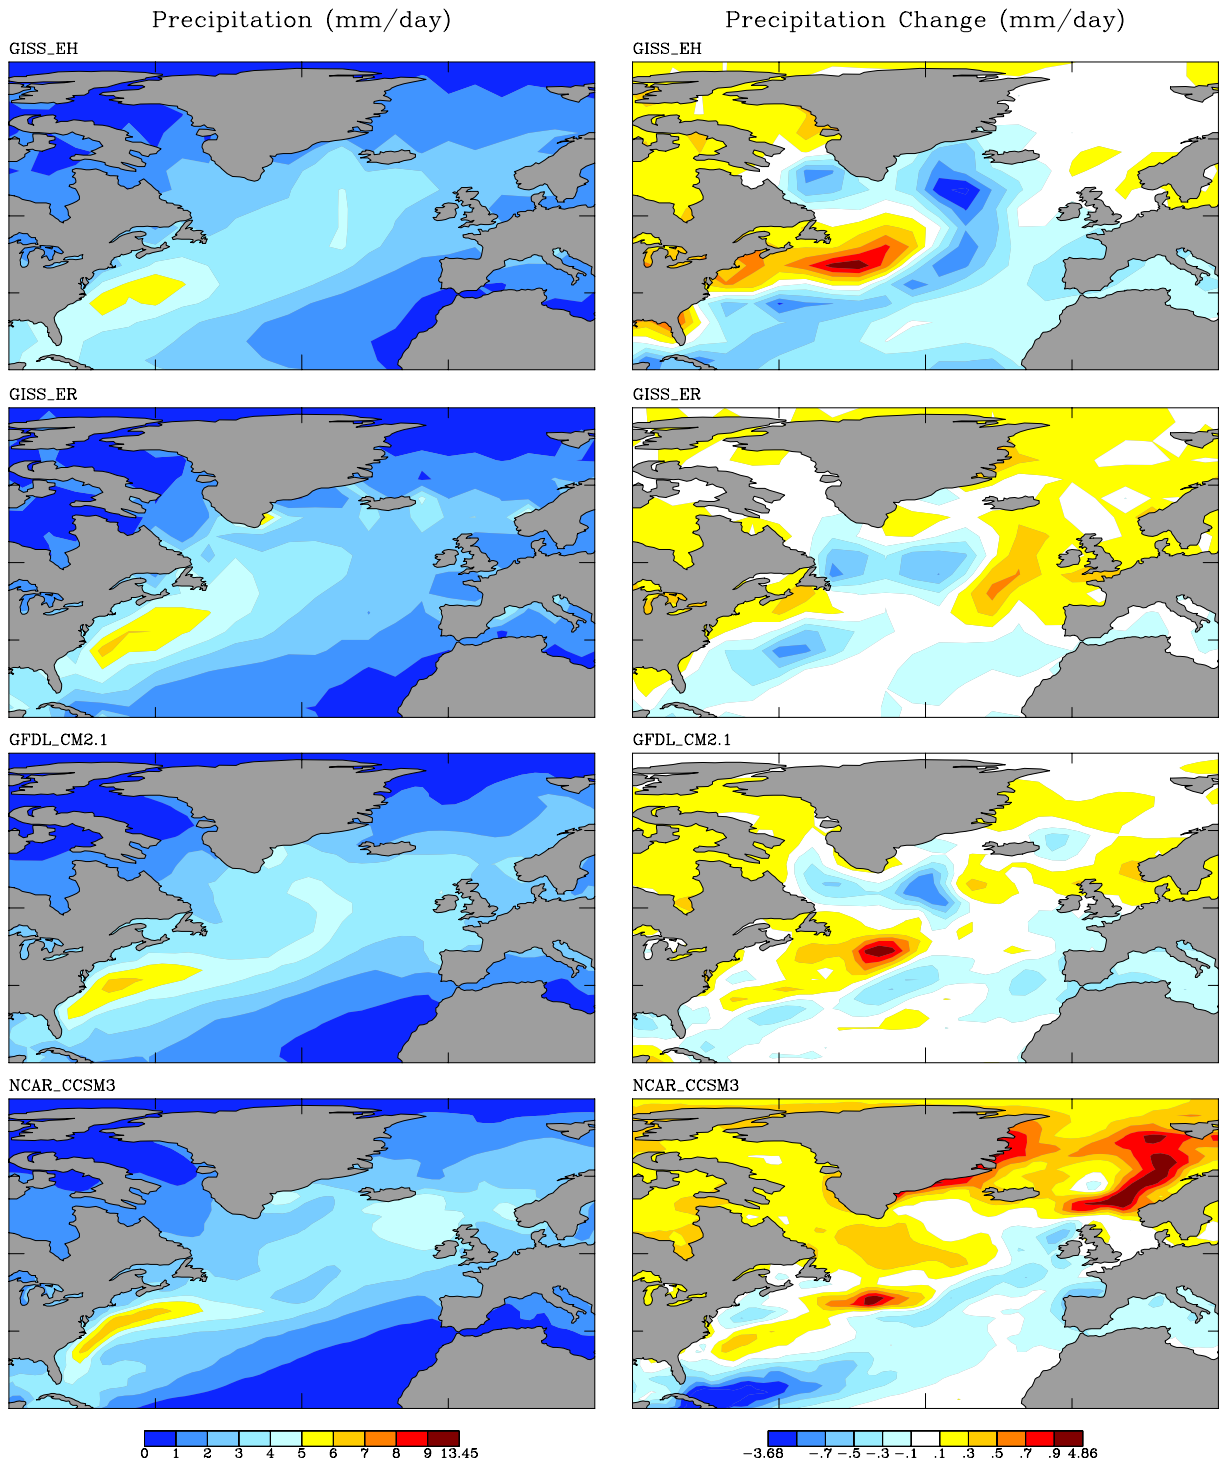 Precipitation (mm/day)
Precipitation Change (mm/day)
GISS_EH
GISS_EH
GISS_ER
GISS_ER
GFDL_CM2.1
GFDL_CM2.1
NCAR_CCSM3
NCAR_CCSM3
0 1 2 3 4 5 6 7 8 9 13.45
-3.68 -.7 -.5 -.3 -.1 .1 .3 .5 .7 .9 4.86